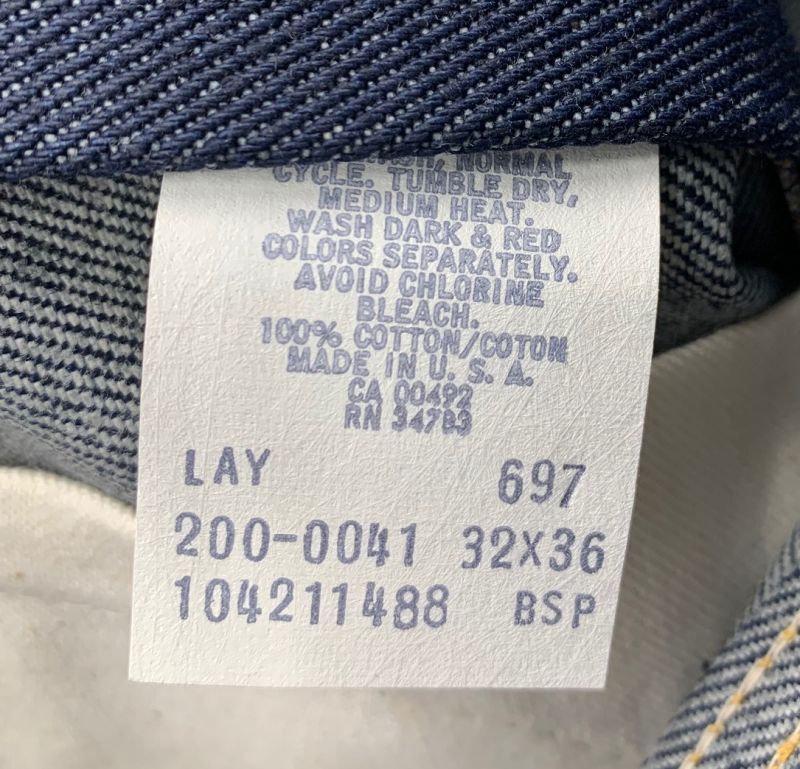 NORMAL
CYCLE. TUMBLE DRY,
MEDIUM HEAT.
WASH DARK & RED
COLORS SEPARATELY.
AVOID CHLORINE
BLEACH.
100% COTTON/COTON
MADE IN U. S. A.
CA 00492
RN 34783
LAY 697
200-0041 32X36
104211488 BSP